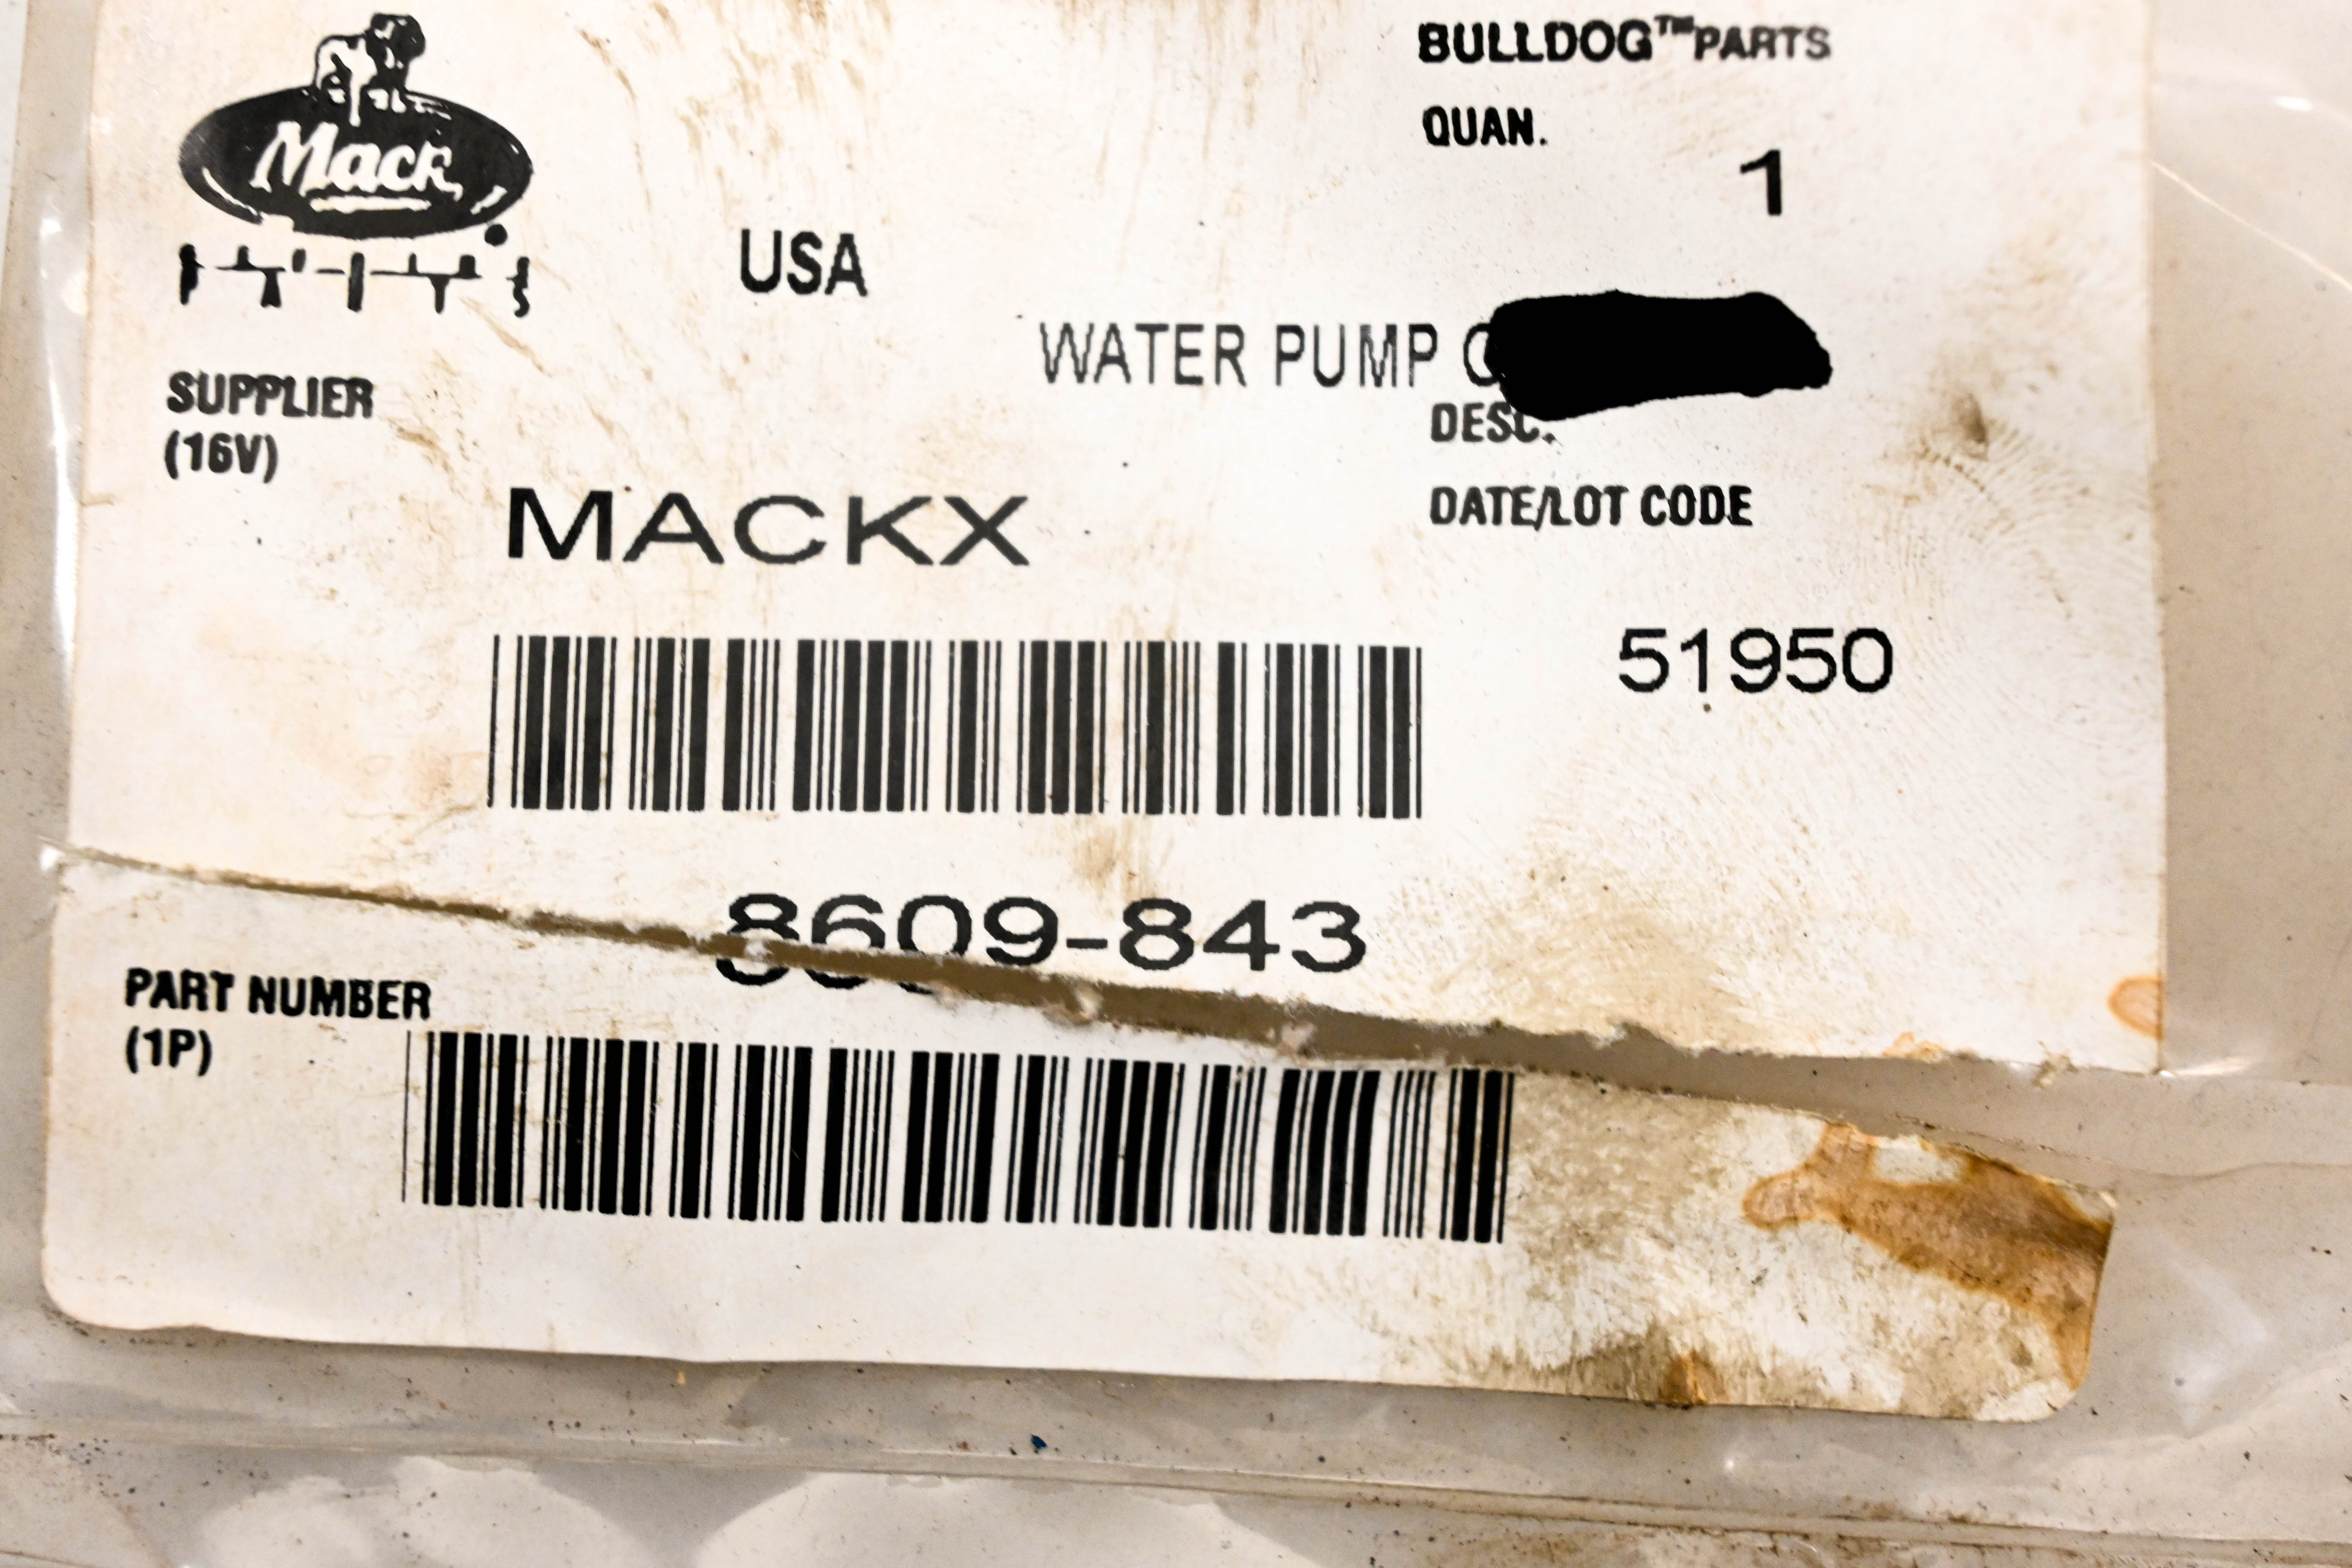 Mack
PARTS
BULLDOG™PARTS
QUAN.
1
USA
WATER PUMP
DESC.
SUPPLIER
(16V)
MACKX
DATE/LOT CODE
51950
8609-843
PART NUMBER
(1P)